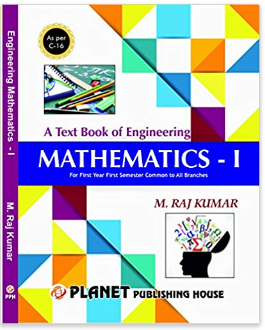 Engineering Mathematics - I
M. Raj Kumar
PPH
As per
C-16
A Text Book of Engineering
MATHEMATICS - I
For First Year First Semester Common to All Branches
M. RAJ KUMAR
PLANET PUBLISHING HOUSE